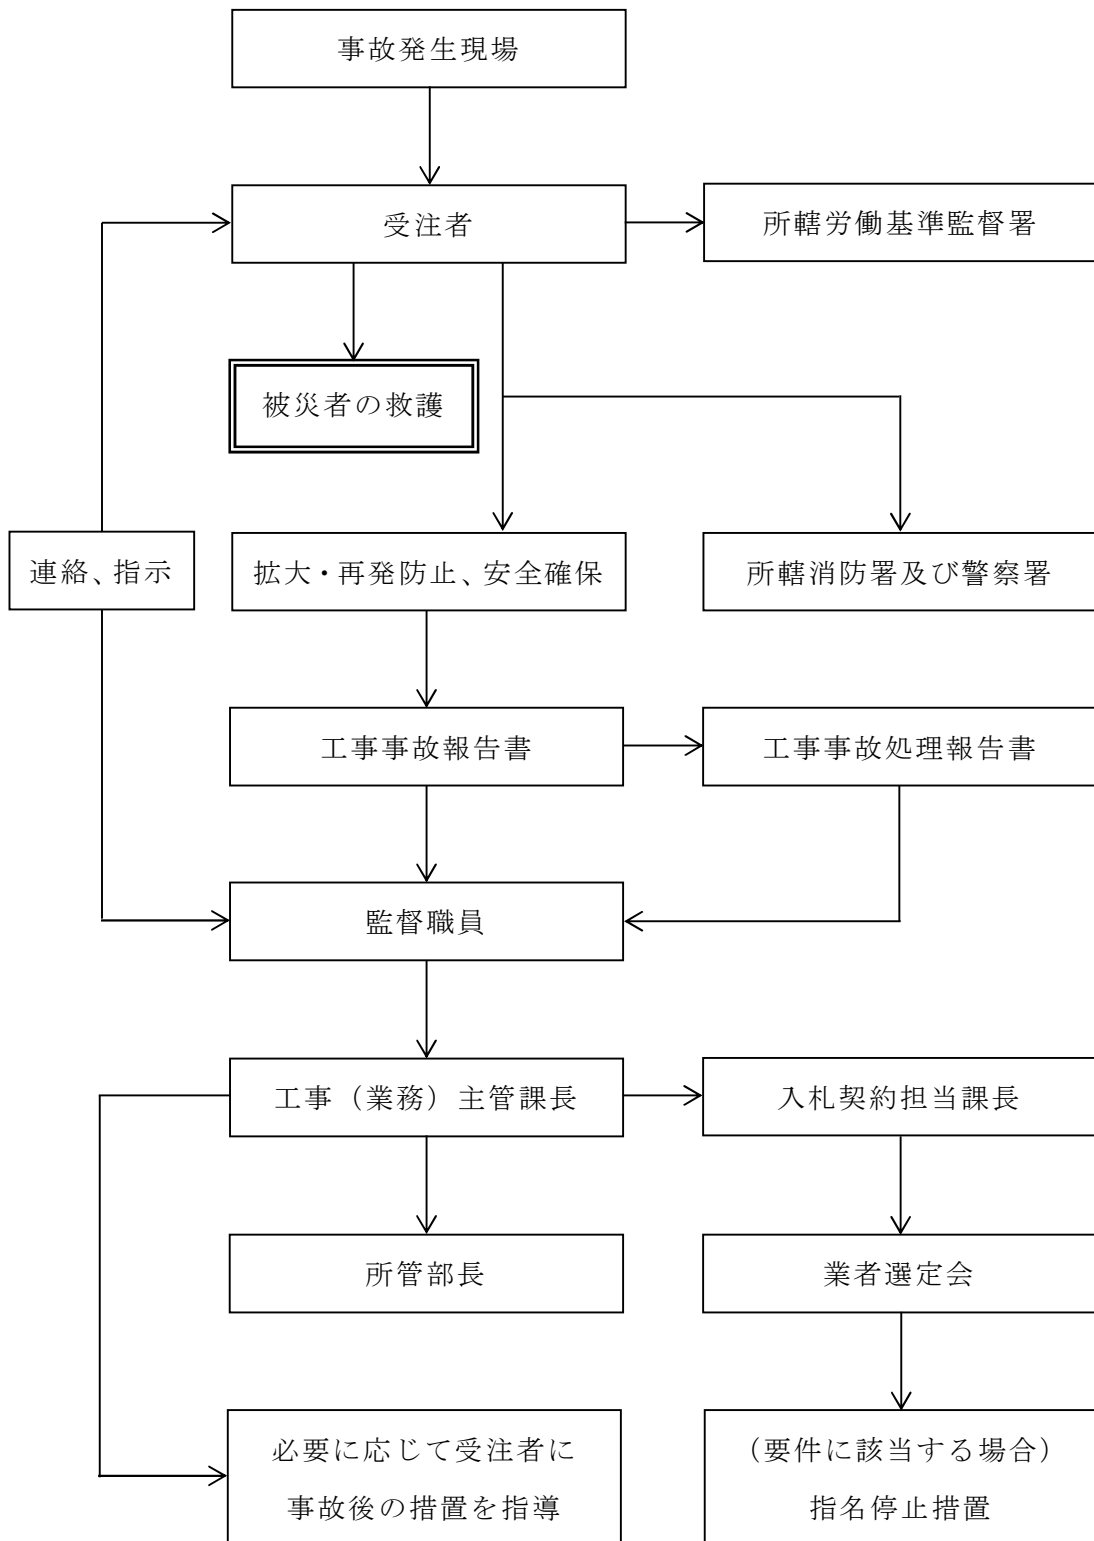 事故発生現場
受注者
所轄労働基準監督署
被災者の救護
連絡、指示
拡大・再発防止、安全確保
所轄消防署及び警察署
工事事故報告書
工事事故処理報告書
監督職員
工事（業務）主管課長
入札契約担当課長
所管部長
業者選定会
必要に応じて受注者に
事故後の措置を指導
（要件に該当する場合）
指名停止措置